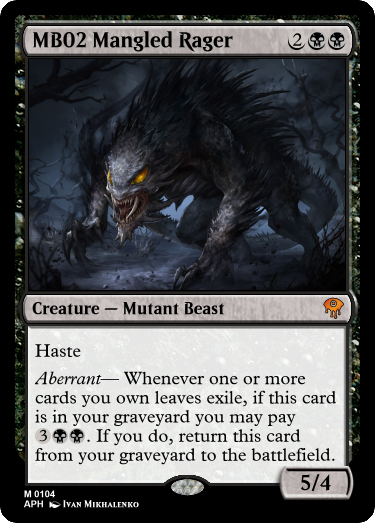 MB02 Mangled Rager 2
Creature — Mutant Beast
Haste
Aberrant— Whenever one or more
cards you own leaves exile, if this card
is in your graveyard you may pay
3. If you do, return this card
from your graveyard to the battlefield.
5/4
M 0104
APH Ivan Mikhalenko